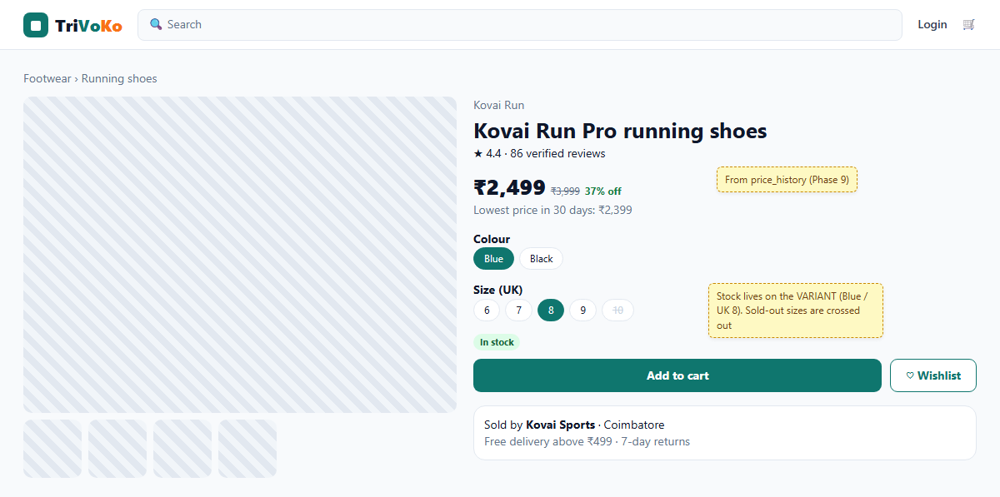 TriVoKo
🔍 Search
Login
🛒
Footwear › Running shoes
Kovai Run
Kovai Run Pro running shoes
★ 4.4 · 86 verified reviews
₹2,499 ₹3,999 37% off
From price_history (Phase 9)
Lowest price in 30 days: ₹2,399
Colour
Blue
Black
Size (UK)
6
7
8
9
10
Stock lives on the VARIANT (Blue /
UK 8). Sold-out sizes are crossed
out
In stock
Add to cart
♡ Wishlist
Sold by Kovai Sports · Coimbatore
Free delivery above ₹499 · 7-day returns